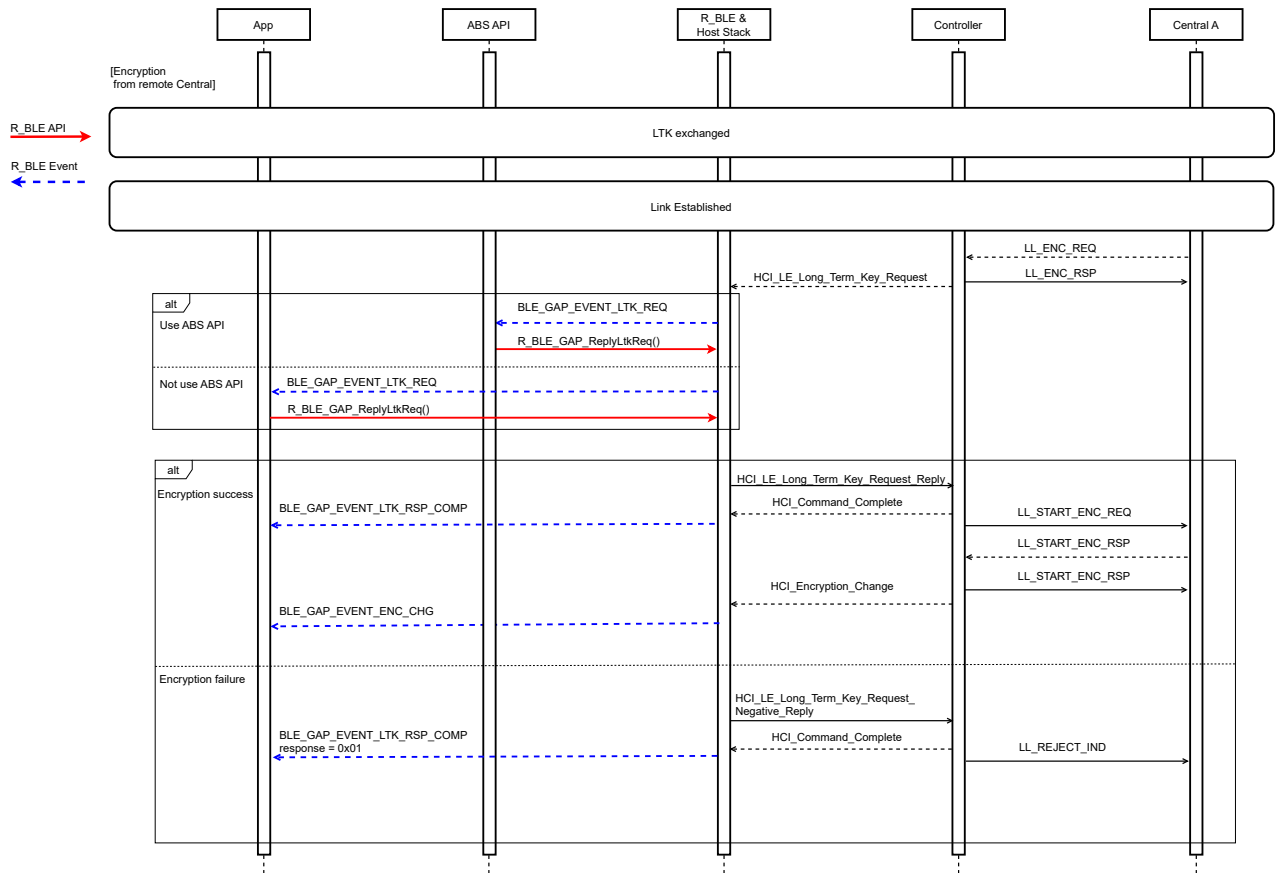 App
ABS API
R_BLE &
Host Stack
Controller
Central A
[Encryption
from remote Central]
R_BLE API
LTK exchanged
R_BLE Event
Link Established
LL_ENC_REQ
HCI_LE_Long_Term_Key_Request
LL_ENC_RSP
alt
Use ABS API
BLE_GAP_EVENT_LTK_REQ
R_BLE_GAP_ReplyLtkReq()
Not use ABS API
BLE_GAP_EVENT_LTK_REQ
R_BLE_GAP_ReplyLtkReq()
alt
Encryption success
HCI_LE_Long_Term_Key_Request_Reply
HCI_Command_Complete
BLE_GAP_EVENT_LTK_RSP_COMP
LL_START_ENC_REQ
LL_START_ENC_RSP
LL_START_ENC_RSP
HCI_Encryption_Change
BLE_GAP_EVENT_ENC_CHG
Encryption failure
HCI_LE_Long_Term_Key_Request_
Negative_Reply
BLE_GAP_EVENT_LTK_RSP_COMP
response = 0x01
HCI_Command_Complete
LL_REJECT_IND